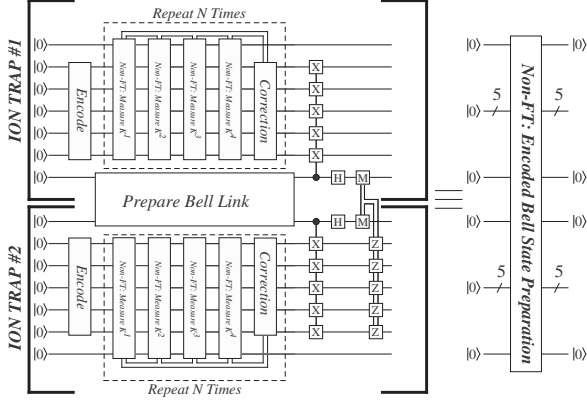 Repeat N Times
ION TRAP #1
|0⟩
|0⟩
|0⟩
|0⟩
|0⟩
|0⟩
|0⟩
Encode
Non-FT: Measure K¹
Non-FT: Measure K²
Non-FT: Measure K³
Non-FT: Measure K⁴
Correction
X
X
X
X
X
H M
Prepare Bell Link
ION TRAP #2
|0⟩
|0⟩
|0⟩
|0⟩
|0⟩
|0⟩
|0⟩
H M
Encode
Non-FT: Measure K¹
Non-FT: Measure K²
Non-FT: Measure K³
Non-FT: Measure K⁴
Correction
X Z
X Z
X Z
X Z
X Z
Repeat N Times
|0⟩ |0⟩
|0⟩ 5 5 |0⟩
|0⟩ |0⟩
|0⟩ |0⟩
|0⟩ 5 5 |0⟩
|0⟩ |0⟩
Non-FT: Encoded Bell State Preparation